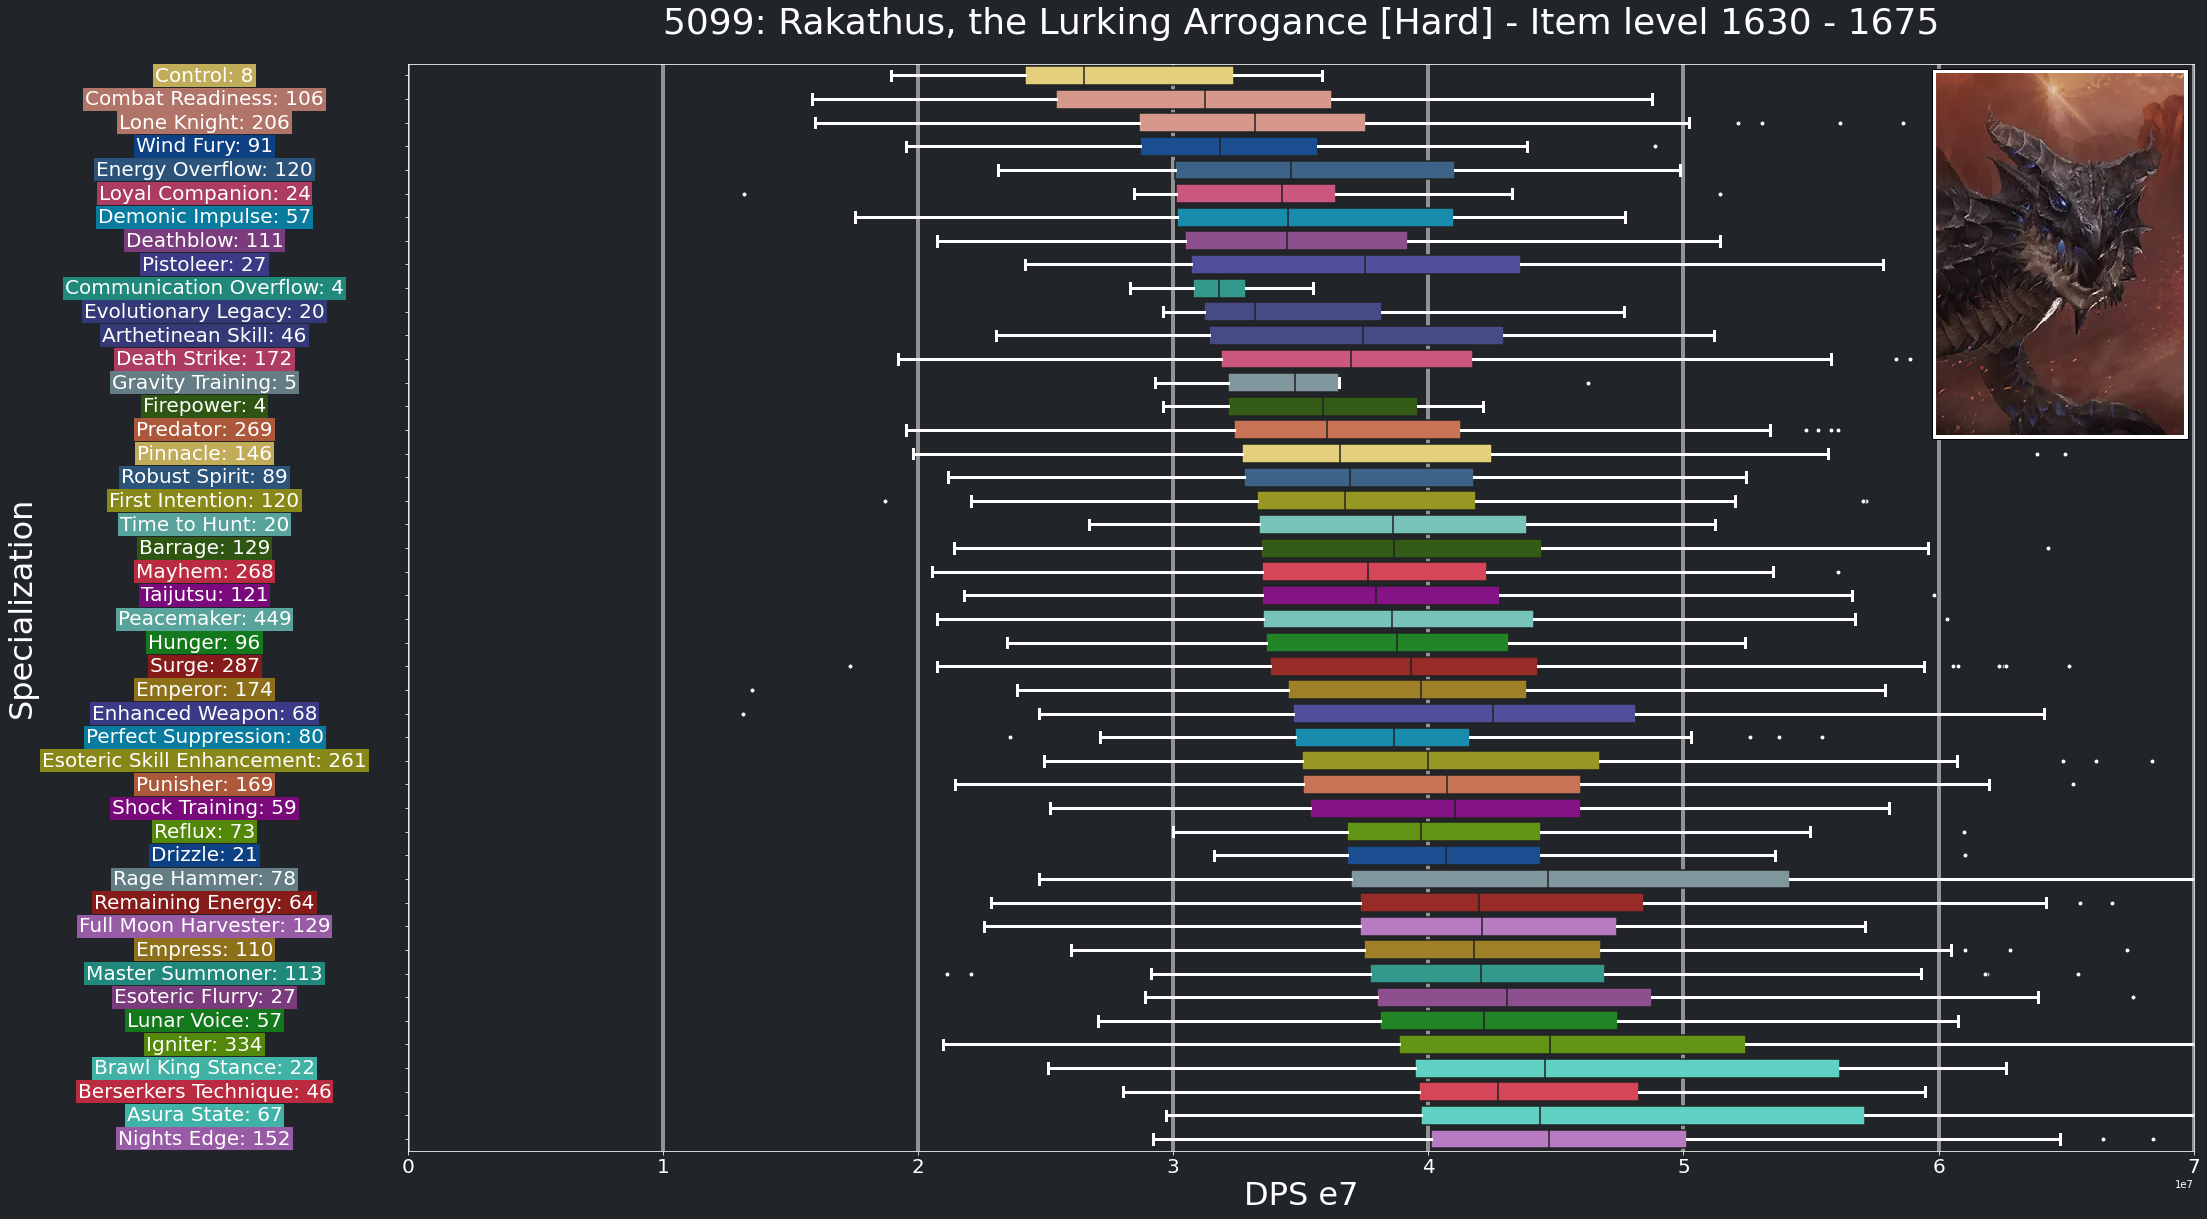 5099: Rakathus, the Lurking Arrogance [Hard] - Item level 1630 - 1675
Specialization
Control: 8
Combat Readiness: 106
Lone Knight: 206
Wind Fury: 91
Energy Overflow: 120
Loyal Companion: 24
Demonic Impulse: 57
Deathblow: 111
Pistoleer: 27
Communication Overflow: 4
Evolutionary Legacy: 20
Arthetinean Skill: 46
Death Strike: 172
Gravity Training: 5
Firepower: 4
Predator: 269
Pinnacle: 146
Robust Spirit: 89
First Intention: 120
Time to Hunt: 20
Barrage: 129
Mayhem: 268
Taijutsu: 121
Peacemaker: 449
Hunger: 96
Surge: 287
Emperor: 174
Enhanced Weapon: 68
Perfect Suppression: 80
Esoteric Skill Enhancement: 261
Punisher: 169
Shock Training: 59
Reflux: 73
Drizzle: 21
Rage Hammer: 78
Remaining Energy: 64
Full Moon Harvester: 129
Empress: 110
Master Summoner: 113
Esoteric Flurry: 27
Lunar Voice: 57
Igniter: 334
Brawl King Stance: 22
Berserkers Technique: 46
Asura State: 67
Nights Edge: 152
0 1 2 3 4 5 6 7
1e7
DPS e7